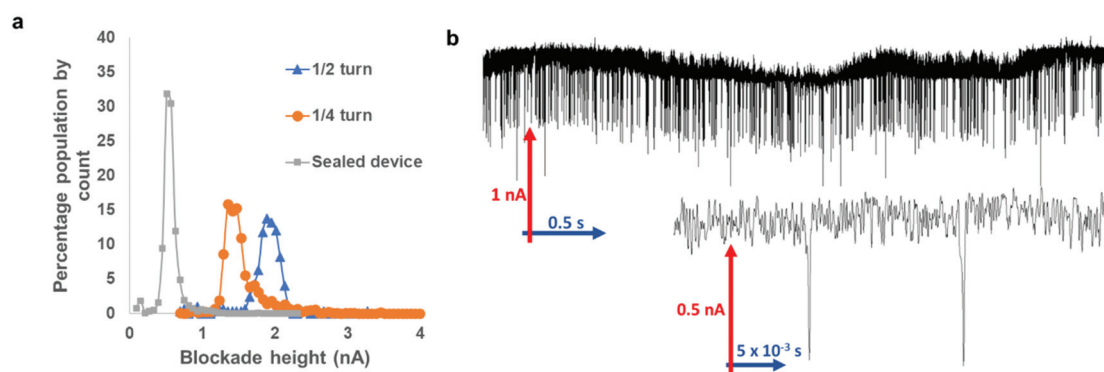 a
Percentage population by
count
40
35
30
25
20
15
10
5
0
1/2 turn
1/4 turn
Sealed device
0 1 2 3 4
Blockade height (nA)
b
1 nA
0.5 s
0.5 nA
5 x 10⁻³ s